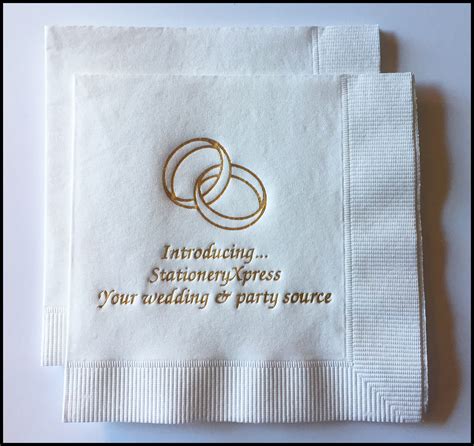 Introducing...
StationeryXpress
Your wedding & party source